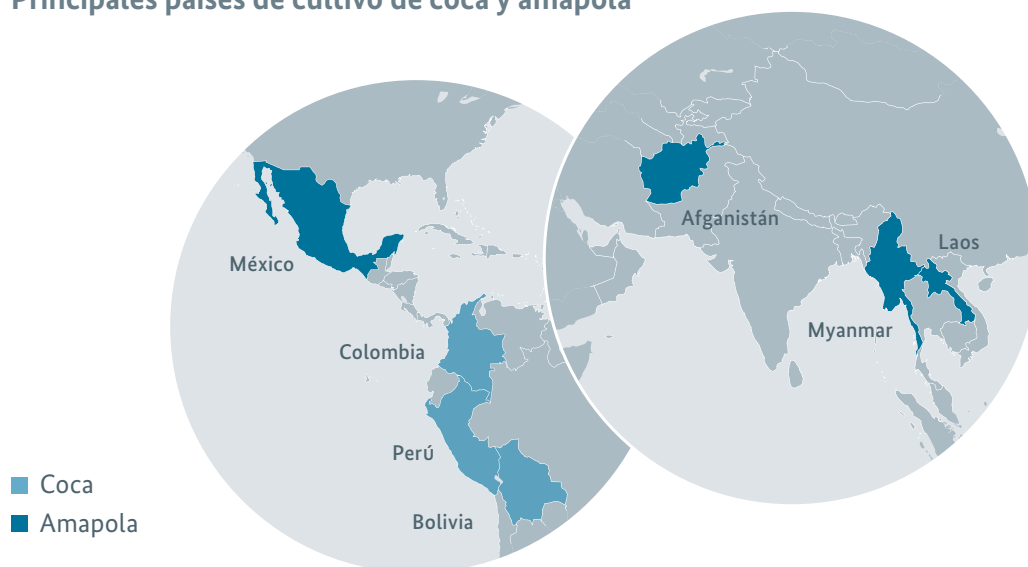 Principales países de cultivo de coca y amapola
México
Colombia
Perú
Bolivia
Afganistán
Laos
Myanmar
Coca
Amapola